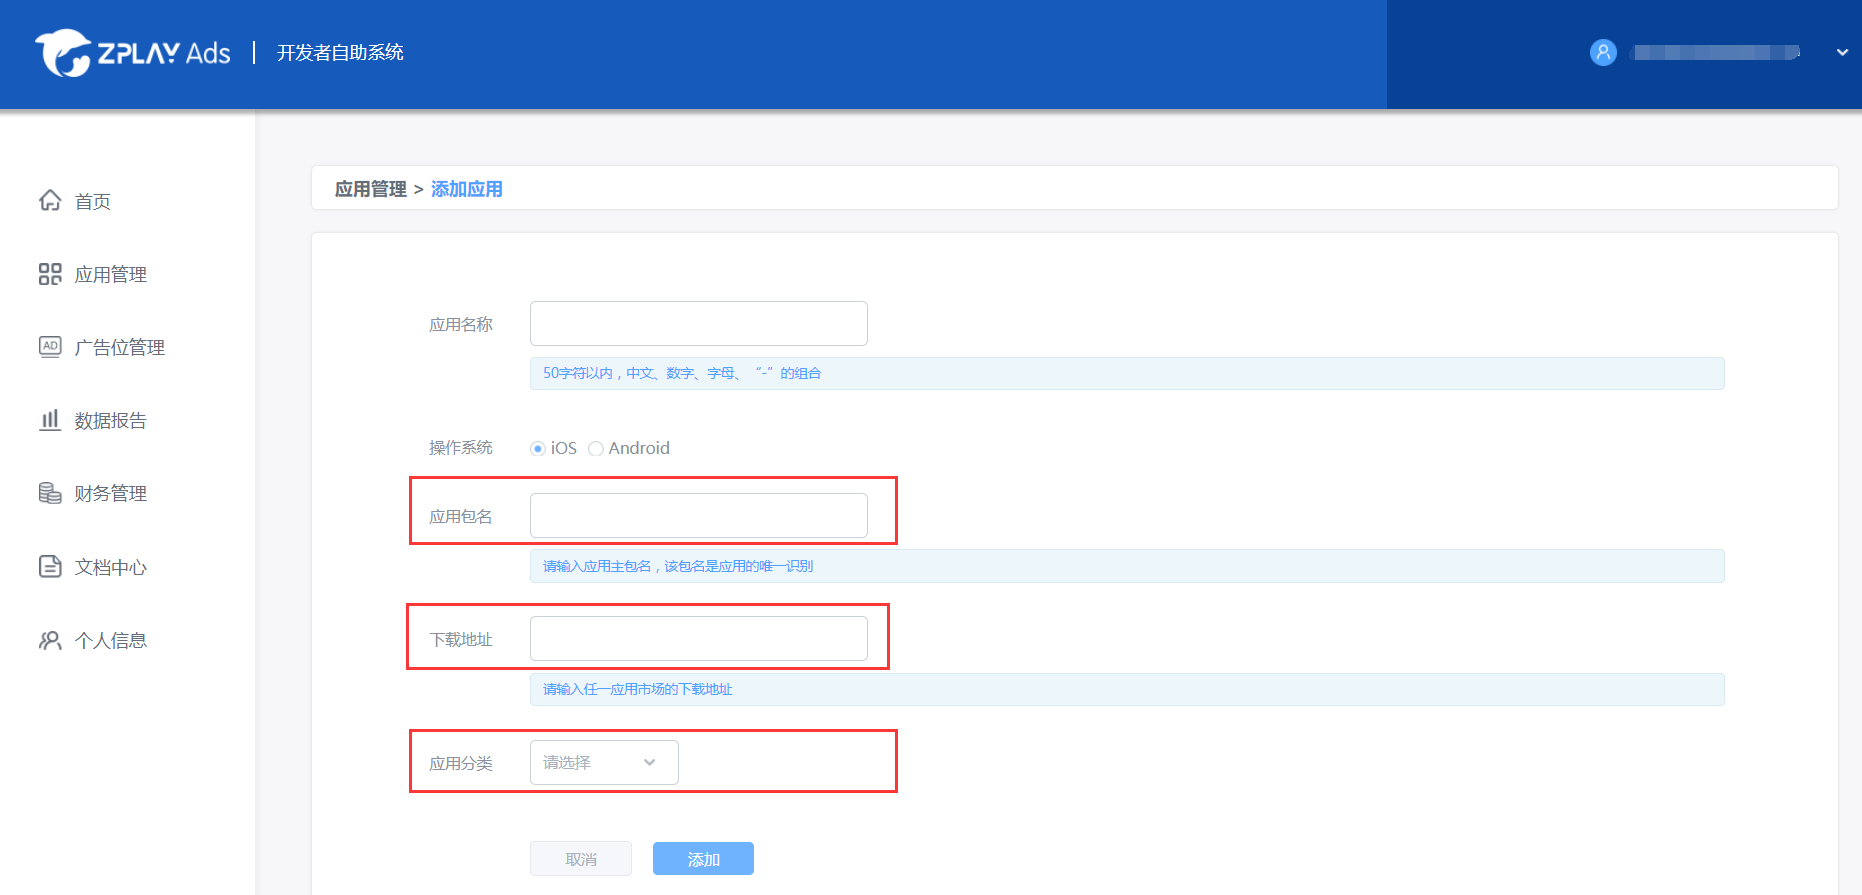 ZPLAY Ads | 开发者自助系统
首页
应用管理
AD 广告位管理
数据报告
财务管理
文档中心
个人信息
应用管理 > 添加应用
应用名称
50字符以内，中文、数字、字母、“-”的组合
操作系统 iOS Android
应用包名
请输入应用主包名，该包名是应用的唯一识别
下载地址
请输入任一应用市场的下载地址
应用分类 请选择
取消 添加